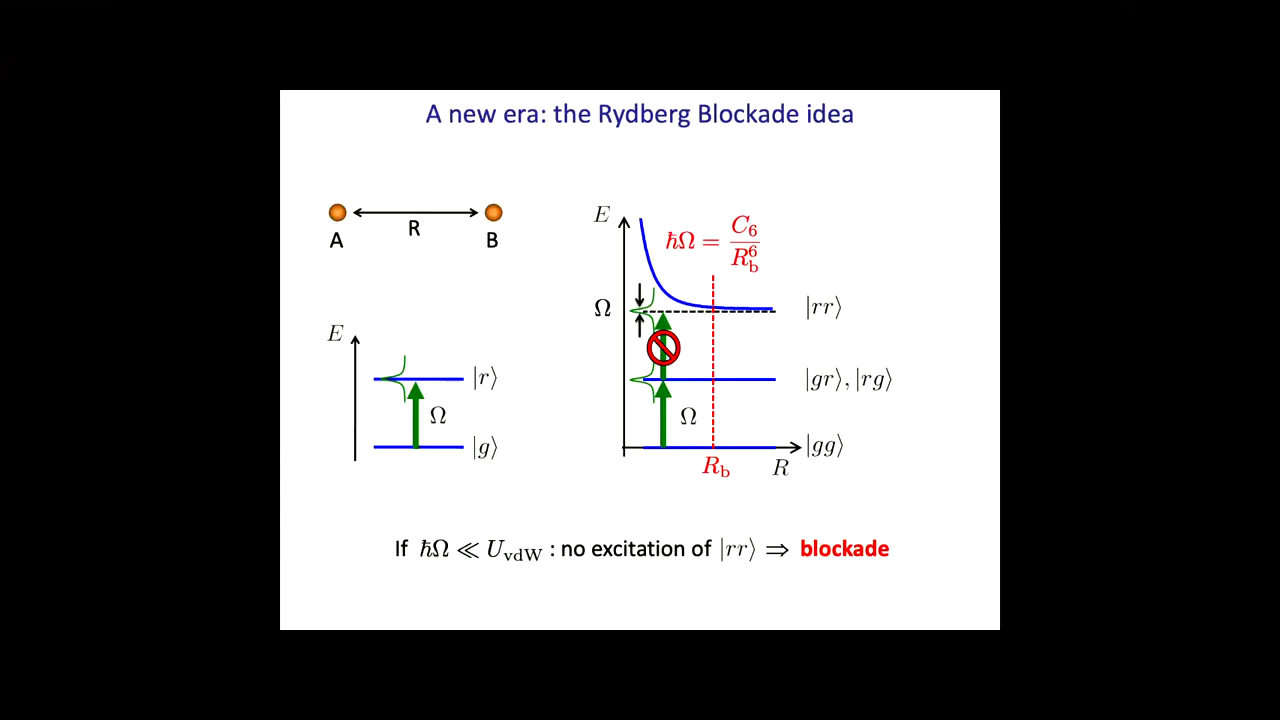 A new era: the Rydberg Blockade idea
A
R
B
E
|r⟩
Ω
|g⟩
E
ħΩ = C₆ / R_b⁶
Ω
|rr⟩
|gr⟩, |rg⟩
Ω
|gg⟩
R_b
R
If ħΩ ≪ U_vdW : no excitation of |rr⟩ ⇒ blockade